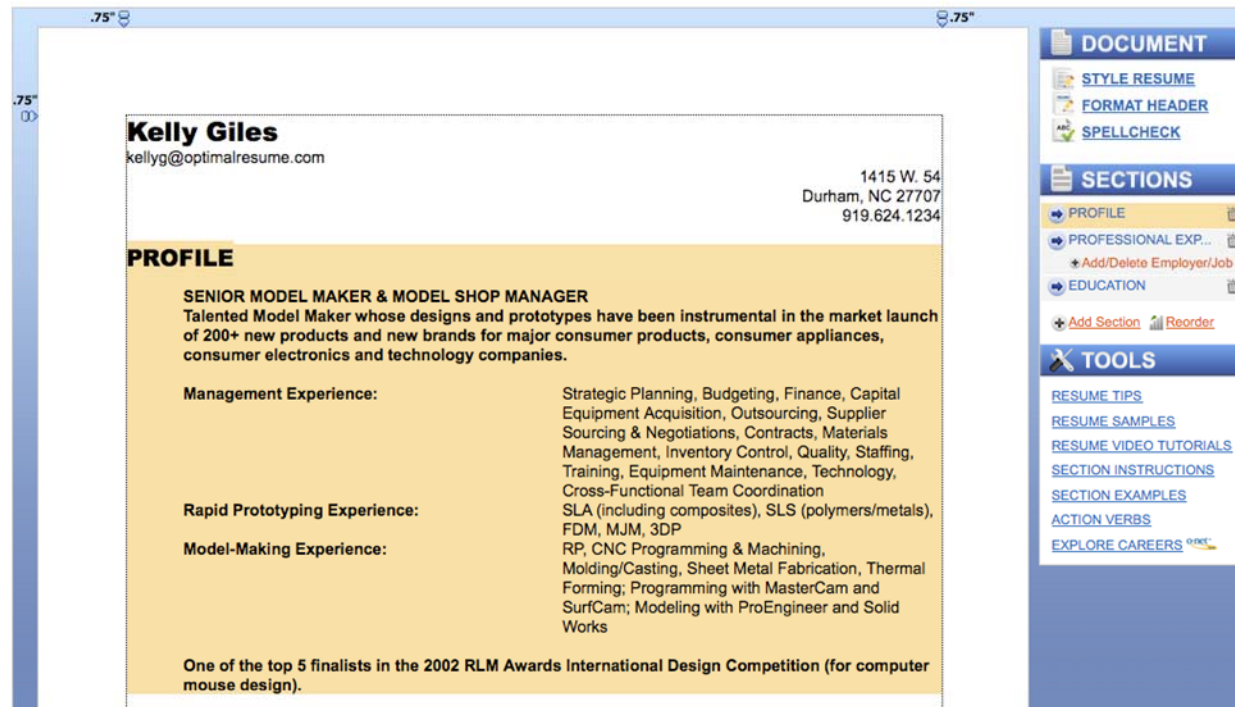 .75"
.75"
.75"
Kelly Giles
kellyg@optimalresume.com
1415 W. 54
Durham, NC 27707
919.624.1234
PROFILE
SENIOR MODEL MAKER & MODEL SHOP MANAGER
Talented Model Maker whose designs and prototypes have been instrumental in the market launch
of 200+ new products and new brands for major consumer products, consumer appliances,
consumer electronics and technology companies.
Management Experience:
Strategic Planning, Budgeting, Finance, Capital
Equipment Acquisition, Outsourcing, Supplier
Sourcing & Negotiations, Contracts, Materials
Management, Inventory Control, Quality, Staffing,
Training, Equipment Maintenance, Technology,
Cross-Functional Team Coordination
Rapid Prototyping Experience:
SLA (including composites), SLS (polymers/metals),
FDM, MJM, 3DP
Model-Making Experience:
RP, CNC Programming & Machining,
Molding/Casting, Sheet Metal Fabrication, Thermal
Forming; Programming with MasterCam and
SurfCam; Modeling with ProEngineer and Solid
Works
One of the top 5 finalists in the 2002 RLM Awards International Design Competition (for computer
mouse design).
DOCUMENT
STYLE RESUME
FORMAT HEADER
ABC
SPELLCHECK
SECTIONS
PROFILE
PROFESSIONAL EXP...
Add/Delete Employer/Job
EDUCATION
Add Section
Reorder
TOOLS
RESUME TIPS
RESUME SAMPLES
RESUME VIDEO TUTORIALS
SECTION INSTRUCTIONS
SECTION EXAMPLES
ACTION VERBS
EXPLORE CAREERS o*net